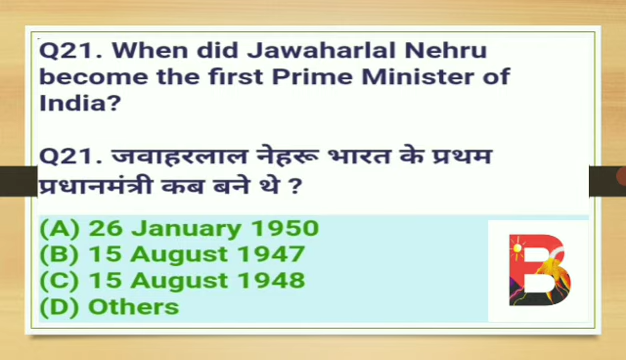 Q21. When did Jawaharlal Nehru
become the first Prime Minister of
India?
Q21. जवाहरलाल नेहरू भारत के प्रथम
प्रधानमंत्री कब बने थे ?
(A) 26 January 1950
(B) 15 August 1947
(C) 15 August 1948
(D) Others
B